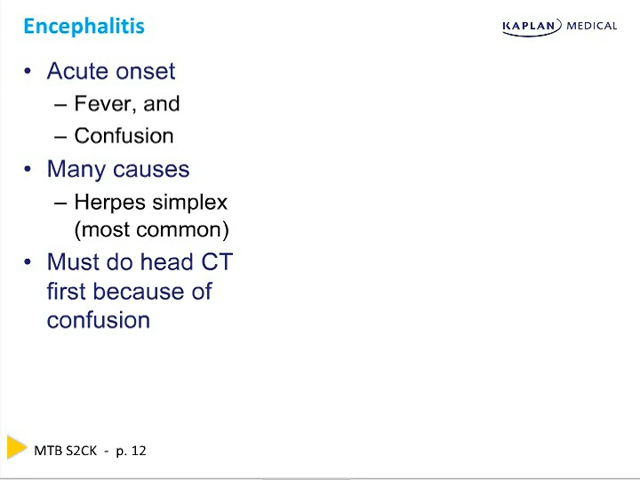 Encephalitis
KAPLAN MEDICAL
• Acute onset
– Fever, and
– Confusion
• Many causes
– Herpes simplex
(most common)
• Must do head CT
first because of
confusion
MTB S2CK - p. 12